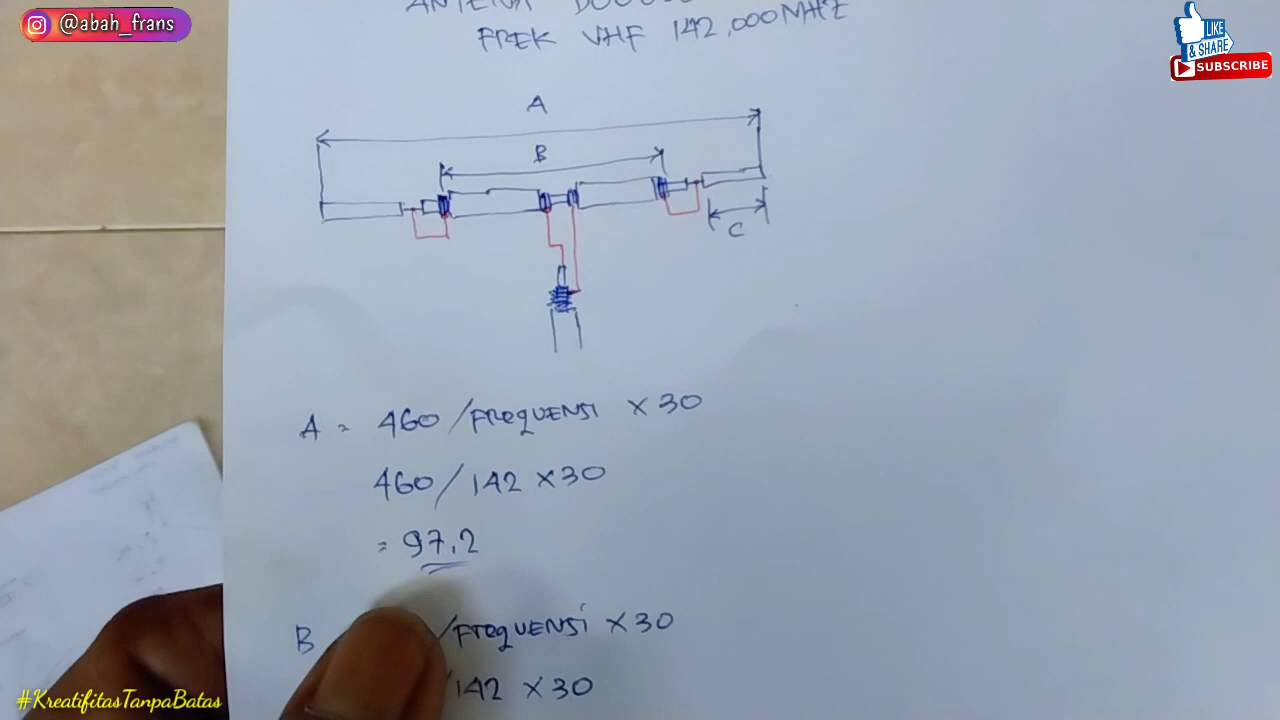 @abah_frans
LIKE
& SHARE
SUBSCRIBE
FREK VHF 142.000MHZ
A
B
C
A = 460 /FREQUENSI X 30
460 / 142 X 30
= 97.2
B /FREQUENSI X 30
/142 X 30
#KreatifitasTanpaBatas